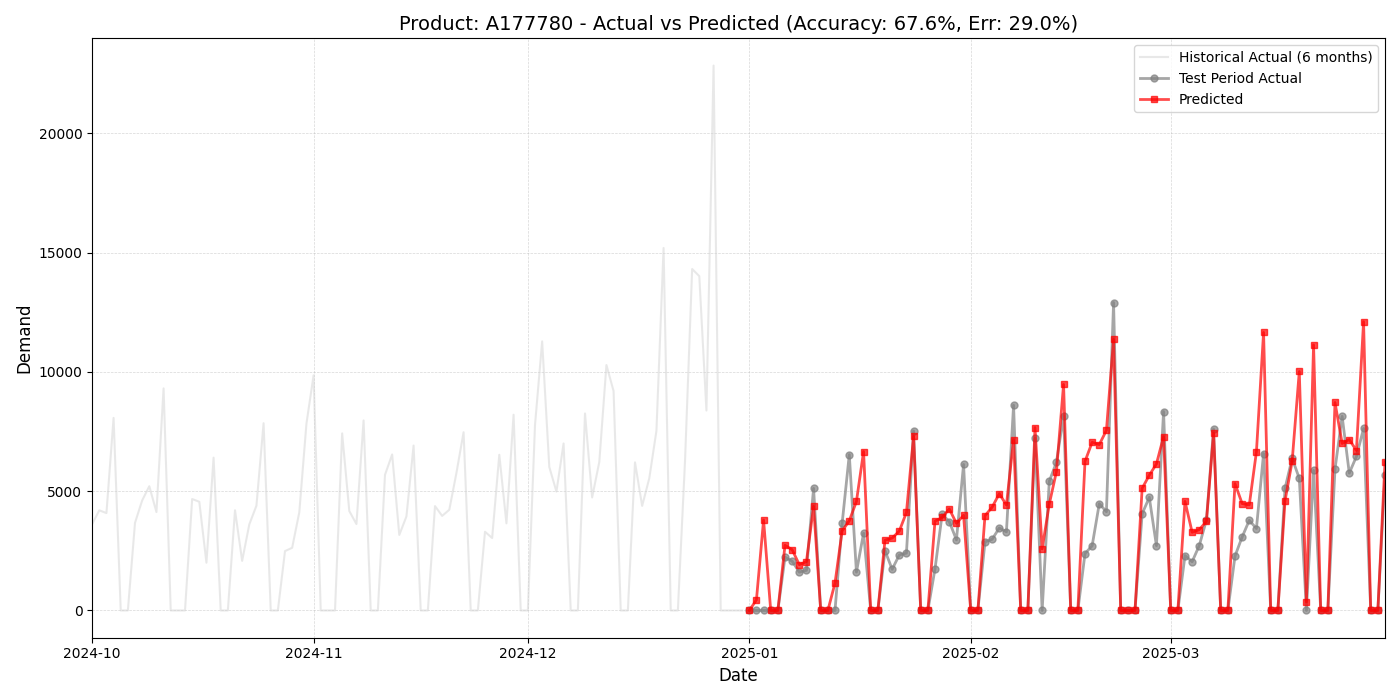 Product: A177780 - Actual vs Predicted (Accuracy: 67.6%, Err: 29.0%)
Historical Actual (6 months)
Test Period Actual
Predicted
Demand
20000
15000
10000
5000
0
2024-10
2024-11
2024-12
2025-01
2025-02
2025-03
Date